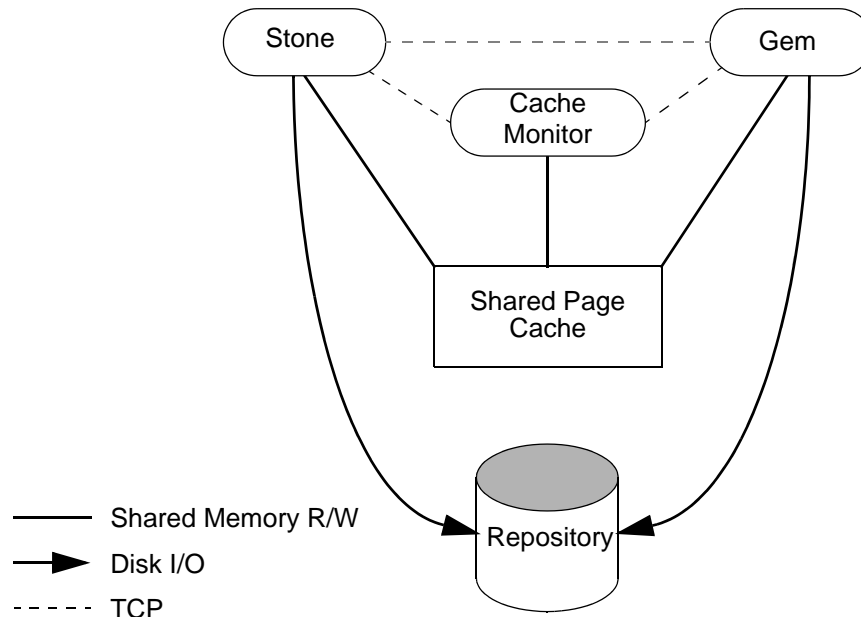 Stone
Gem
Cache
Monitor
Shared Page
Cache
Repository
Shared Memory R/W
Disk I/O
TCP